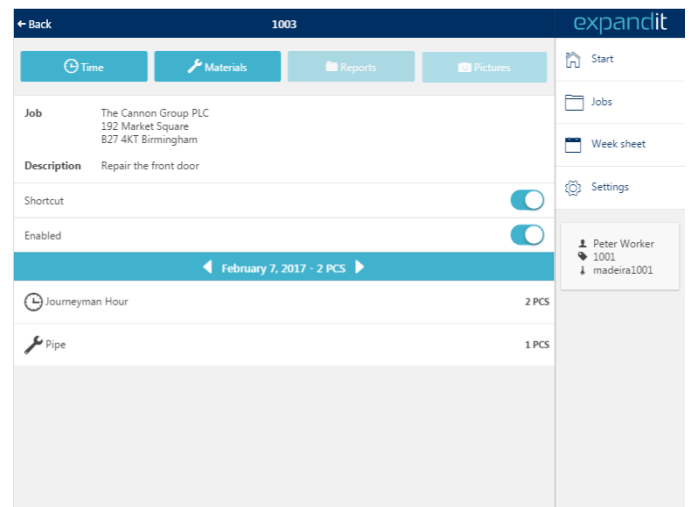 ← Back
1003
expandit
Time
Materials
Reports
Pictures
Start
Jobs
Week sheet
Settings
Peter Worker
1001
madeira1001
Job
The Cannon Group PLC
192 Market Square
B27 4KT Birmingham
Description
Repair the front door
Shortcut
Enabled
February 7, 2017 - 2 PCS
Journeyman Hour
2 PCS
Pipe
1 PCS